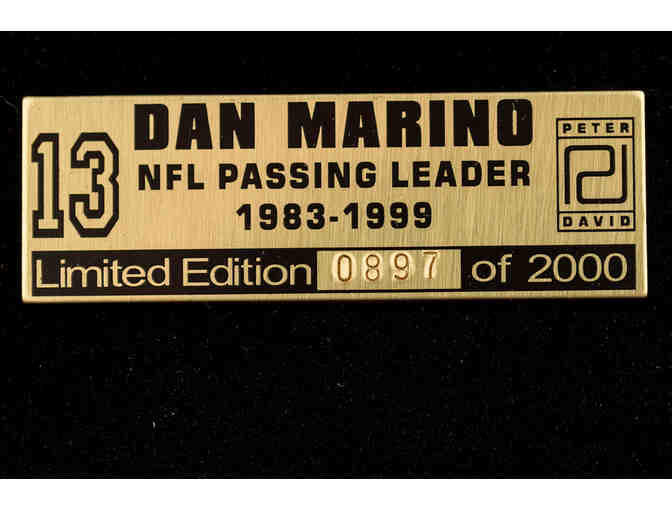 13
DAN MARINO
NFL PASSING LEADER
1983-1999
PETER
DAVID
Limited Edition 0897 of 2000